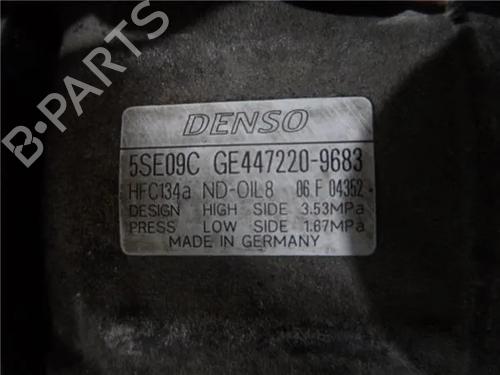 B-PARTS
DENSO
5SE09C GE447220-9683
HFC134a ND-OIL8 06 F 04352
DESIGN HIGH SIDE 3.53MPa
PRESS LOW SIDE 1.67MPa
MADE IN GERMANY